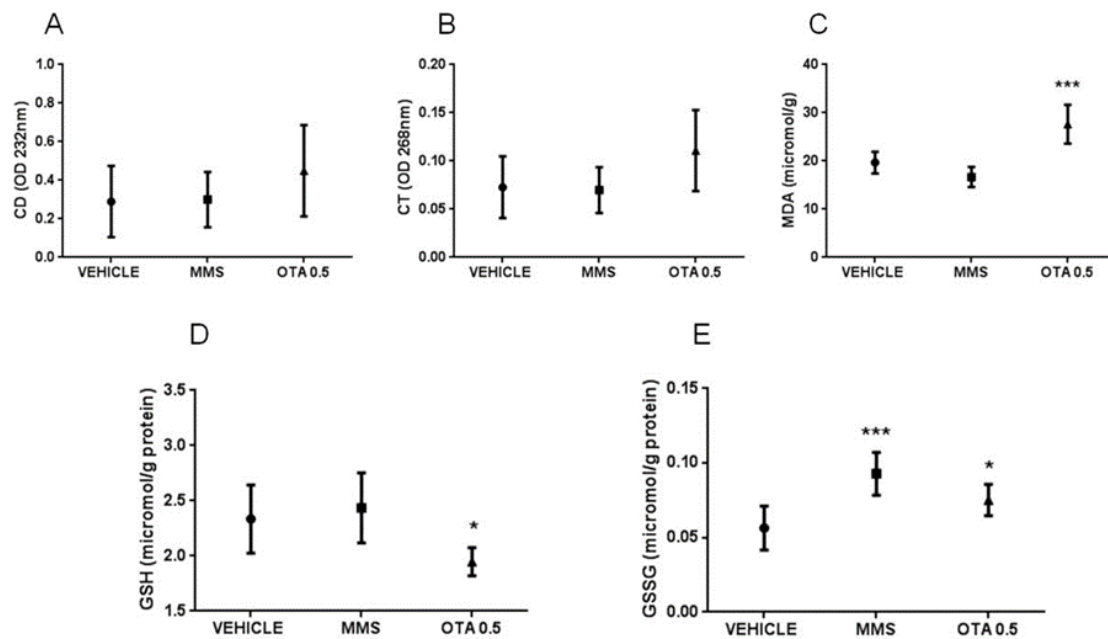 A
CD (OD 232nm)
1.0
0.8
0.6
0.4
0.2
0.0
VEHICLE MMS OTA 0.5
B
CT (OD 268nm)
0.20
0.15
0.10
0.05
0.00
VEHICLE MMS OTA 0.5
C
MDA (micromol/g)
40
30
20
10
0
***
VEHICLE MMS OTA 0.5
D
GSH (micromol/g protein)
3.5
3.0
2.5
2.0
1.5
*
VEHICLE MMS OTA 0.5
E
GSSG (micromol/g protein)
0.15
0.10
0.05
0.00
***
*
VEHICLE MMS OTA 0.5